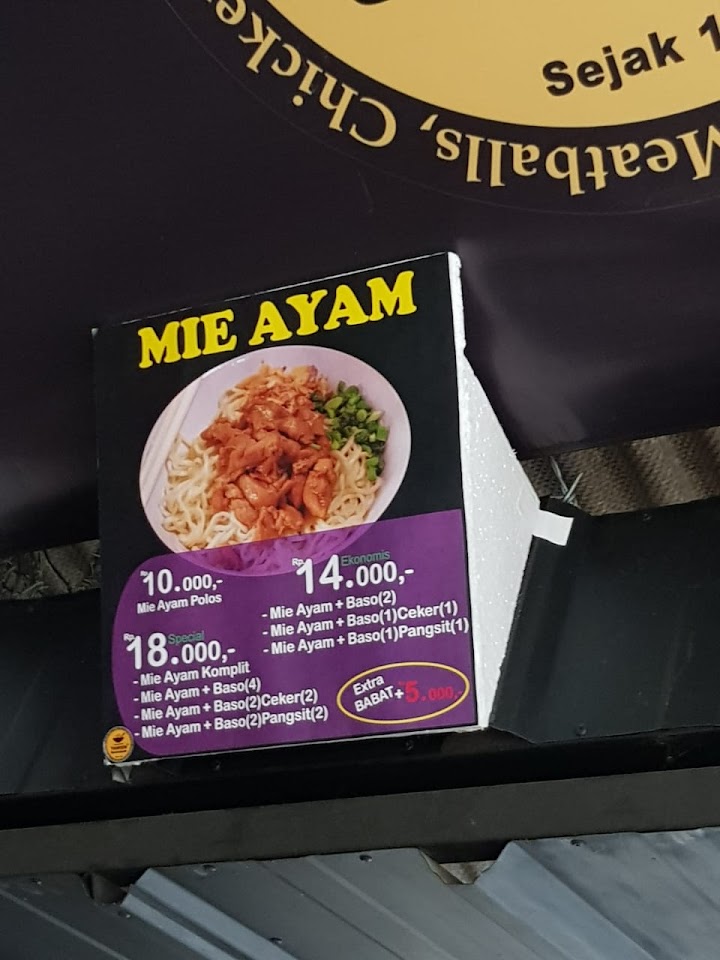 Sejak 1
Meatballs, Chicke
MIE AYAM
Rp 10.000,-
Mie Ayam Polos
Ekonomis
Rp. 14.000,-
- Mie Ayam + Baso(2)
- Mie Ayam + Baso(1)Ceker(1)
- Mie Ayam + Baso(1)Pangsit(1)
Special
Rp. 18.000,-
- Mie Ayam Komplit
- Mie Ayam + Baso(4)
- Mie Ayam + Baso(2)Ceker(2)
- Mie Ayam + Baso(2)Pangsit(2)
Extra
BABAT+ 5.000,-